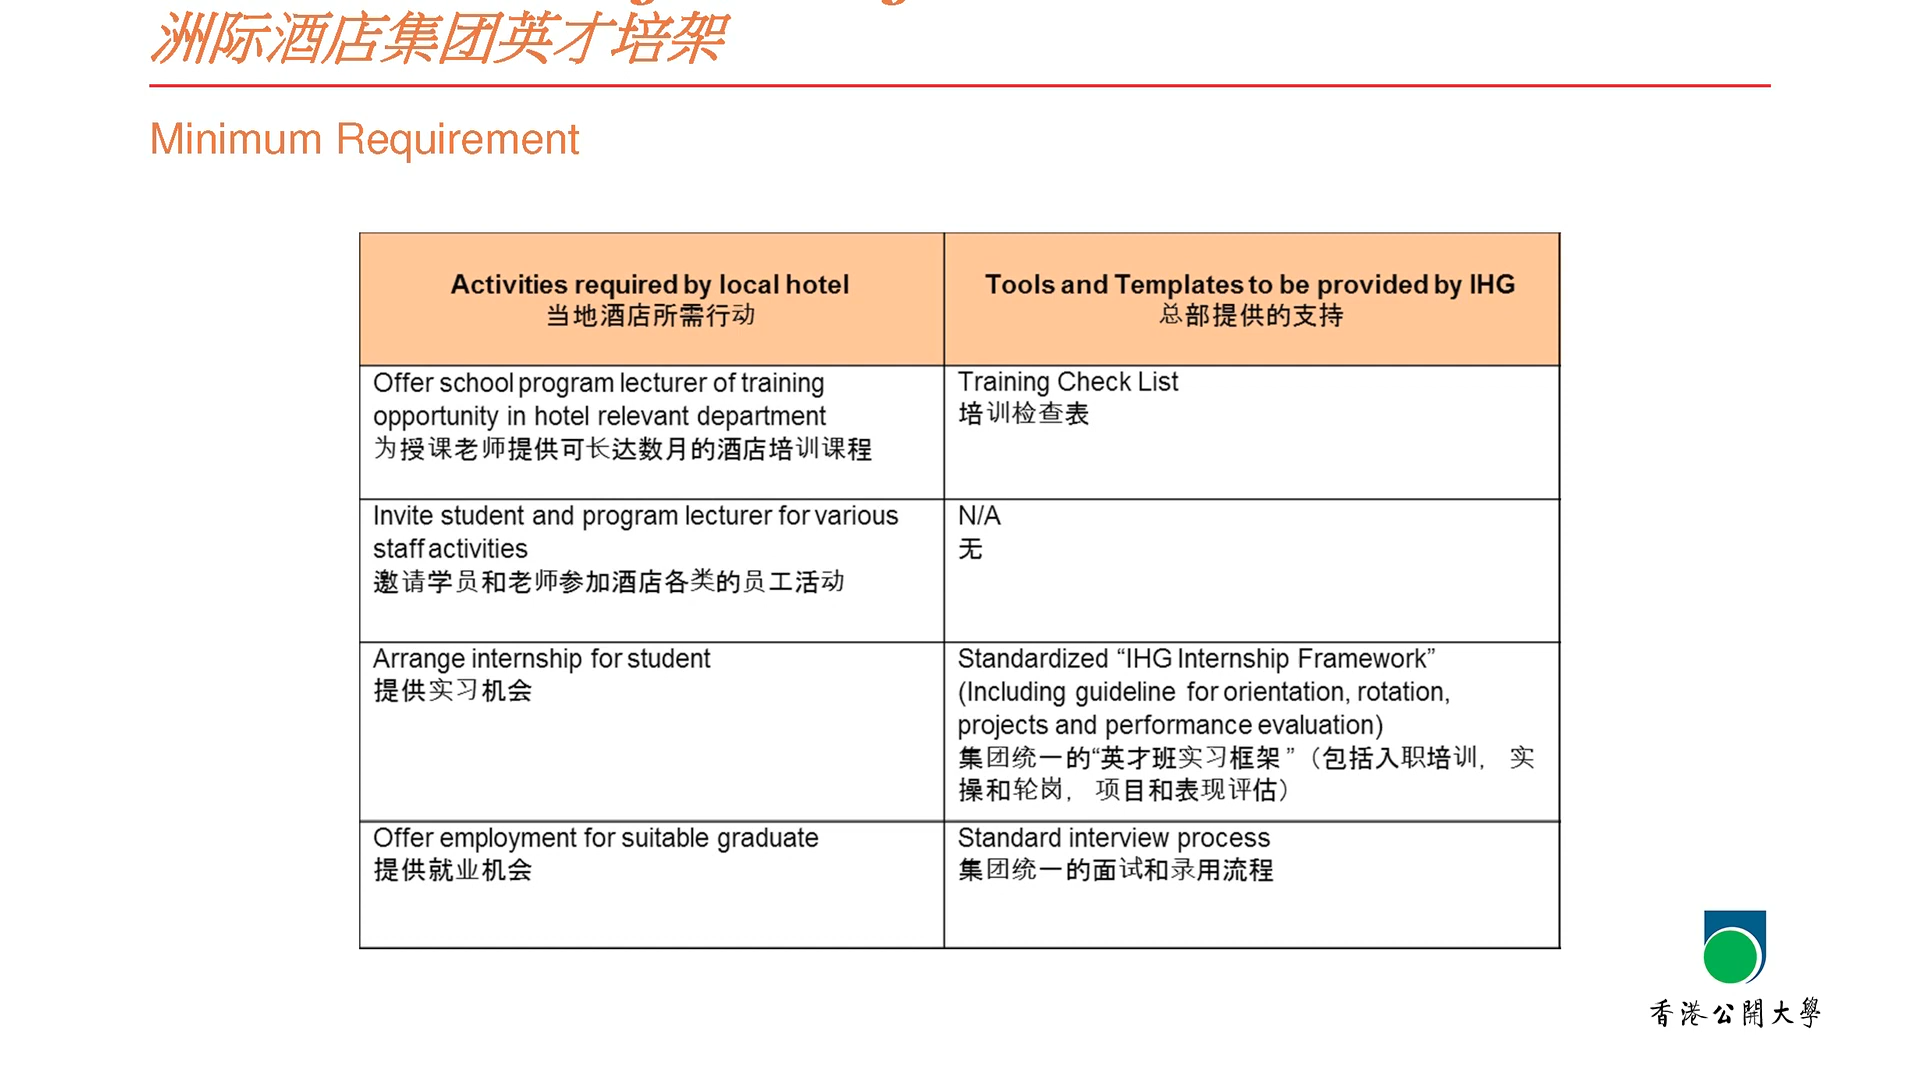 洲际酒店集团英才培架
Minimum Requirement
Activities required by local hotel
当地酒店所需行动
Tools and Templates to be provided by IHG
总部提供的支持
Offer school program lecturer of training
opportunity in hotel relevant department
为授课老师提供可长达数月的酒店培训课程
Training Check List
培训检查表
Invite student and program lecturer for various
staff activities
邀请学员和老师参加酒店各类的员工活动
N/A
无
Arrange internship for student
提供实习机会
Standardized “IHG Internship Framework”
(Including guideline for orientation, rotation,
projects and performance evaluation)
集团统一的“英才班实习框架 ”（包括入职培训， 实
操和轮岗， 项目和表现评估）
Offer employment for suitable graduate
提供就业机会
Standard interview process
集团统一的面试和录用流程
香港公開大學